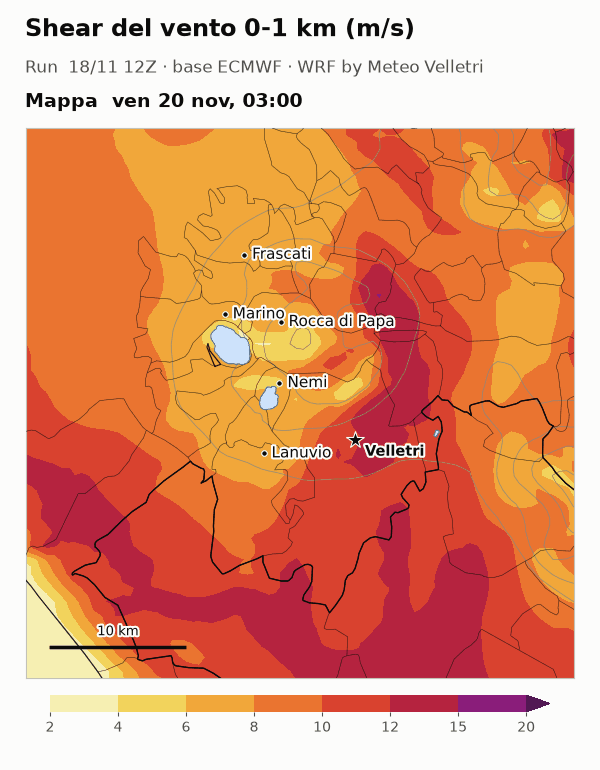 Shear del vento 0-1 km (m/s)
Run  18/11 12Z · base ECMWF · WRF by Meteo Velletri
Mappa  ven 20 nov, 03:00
Frascati
Marino
Rocca di Papa
Nemi
Velletri
Lanuvio
10 km
2 4 6 8 10 12 15 20